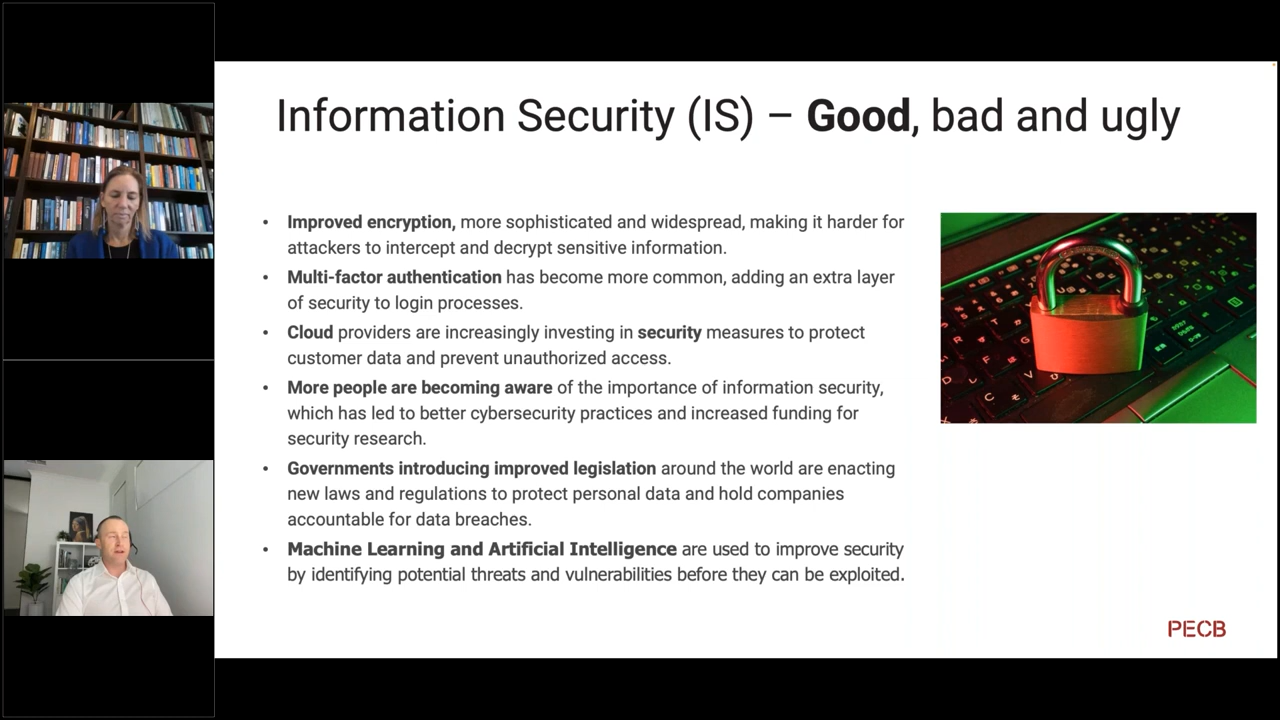 Information Security (IS) – Good, bad and ugly
• Improved encryption, more sophisticated and widespread, making it harder for
attackers to intercept and decrypt sensitive information.
• Multi-factor authentication has become more common, adding an extra layer
of security to login processes.
• Cloud providers are increasingly investing in security measures to protect
customer data and prevent unauthorized access.
• More people are becoming aware of the importance of information security,
which has led to better cybersecurity practices and increased funding for
security research.
• Governments introducing improved legislation around the world are enacting
new laws and regulations to protect personal data and hold companies
accountable for data breaches.
• Machine Learning and Artificial Intelligence are used to improve security
by identifying potential threats and vulnerabilities before they can be exploited.
PECB